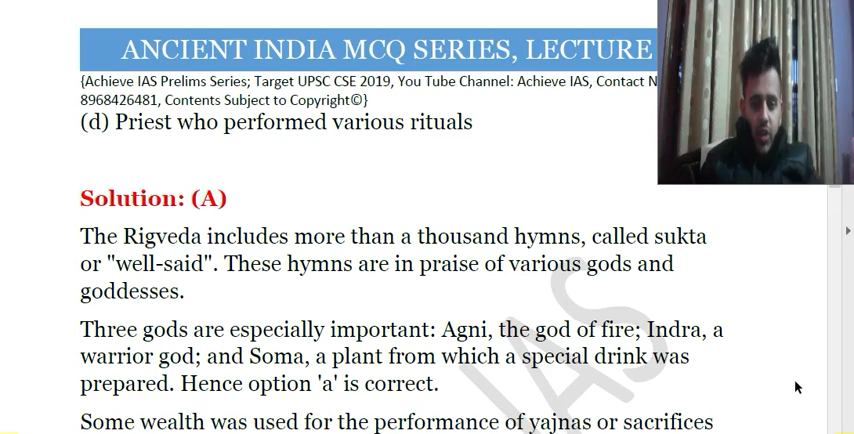 ANCIENT INDIA MCQ SERIES, LECTURE
{Achieve IAS Prelims Series; Target UPSC CSE 2019, You Tube Channel: Achieve IAS, Contact N
8968426481, Contents Subject to Copyright©}
(d) Priest who performed various rituals
Solution: (A)
The Rigveda includes more than a thousand hymns, called sukta
or "well-said". These hymns are in praise of various gods and
goddesses.
Three gods are especially important: Agni, the god of fire; Indra, a
warrior god; and Soma, a plant from which a special drink was
prepared. Hence option 'a' is correct.
Some wealth was used for the performance of yajnas or sacrifices
IAS